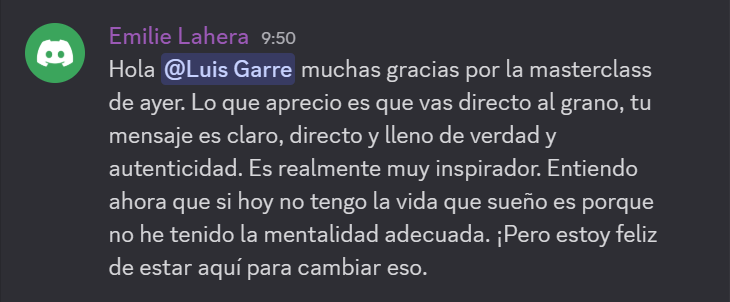 Emilie Lahera 9:50
Hola @Luis Garre muchas gracias por la masterclass
de ayer. Lo que aprecio es que vas directo al grano, tu
mensaje es claro, directo y lleno de verdad y
autenticidad. Es realmente muy inspirador. Entiendo
ahora que si hoy no tengo la vida que sueño es porque
no he tenido la mentalidad adecuada. ¡Pero estoy feliz
de estar aquí para cambiar eso.